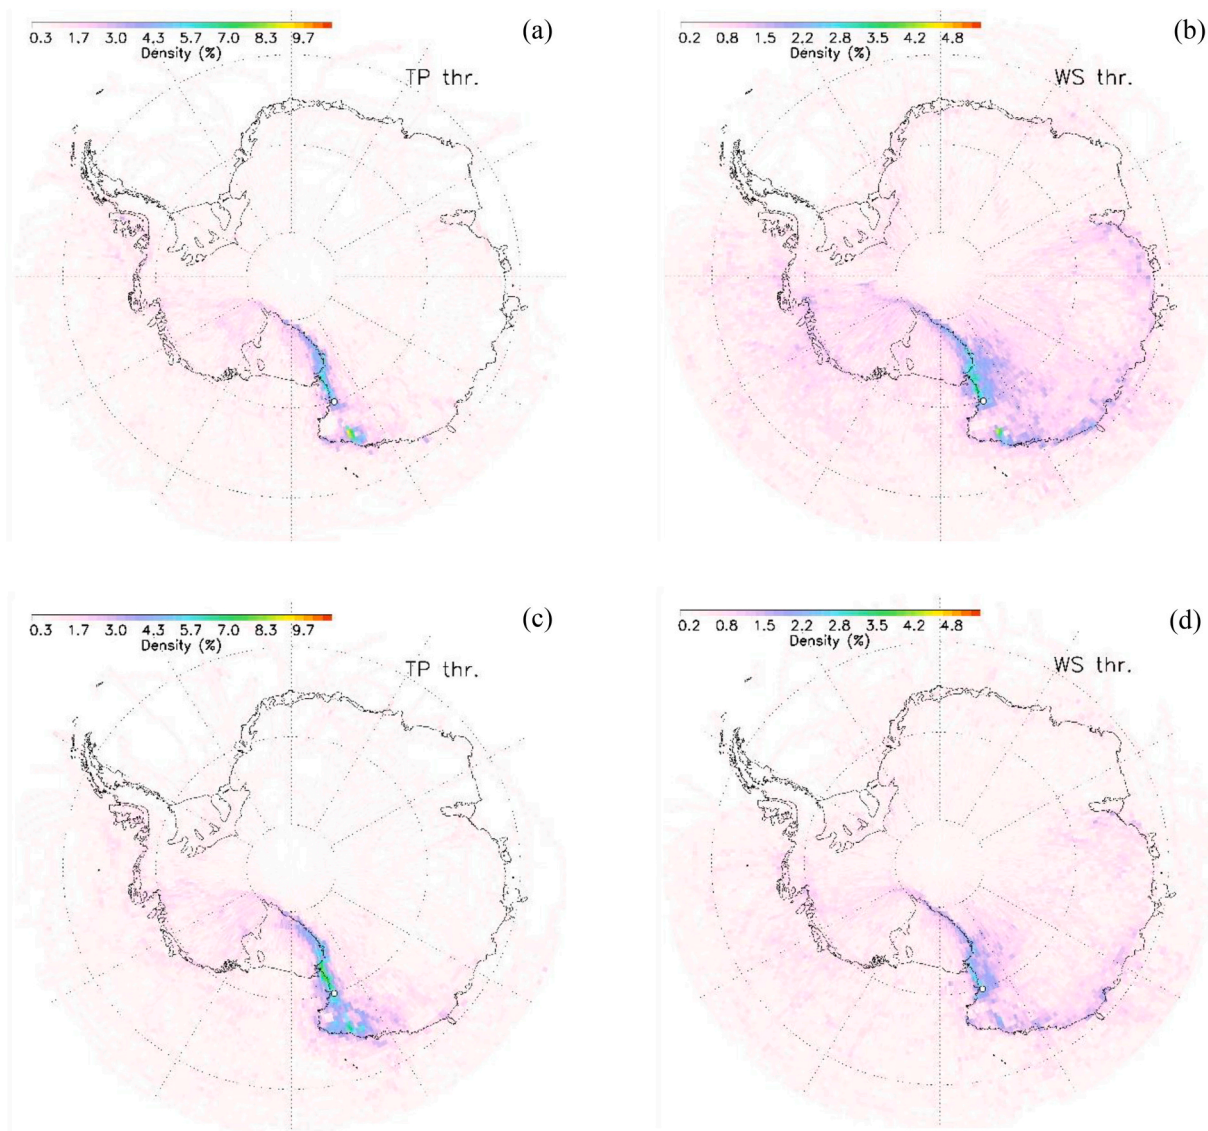 (a)
0.3 1.7 3.0 4.3 5.7 7.0 8.3 9.7
Density (%)
TP thr.
(b)
0.2 0.8 1.5 2.2 2.8 3.5 4.2 4.8
Density (%)
WS thr.
(c)
0.3 1.7 3.0 4.3 5.7 7.0 8.3 9.7
Density (%)
TP thr.
(d)
0.2 0.8 1.5 2.2 2.8 3.5 4.2 4.8
Density (%)
WS thr.